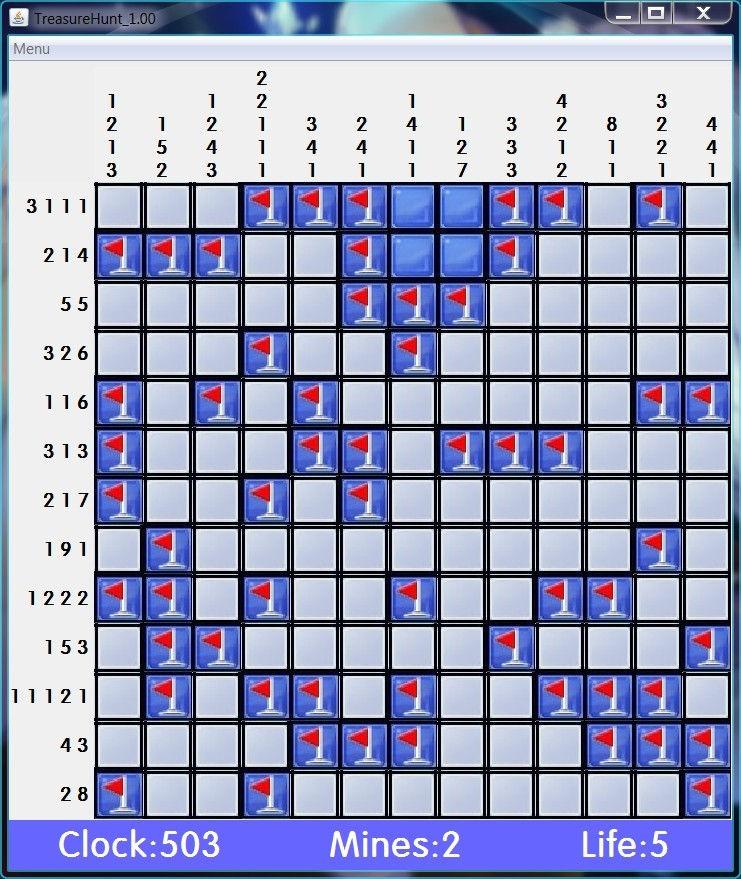 TreasureHunt_1.00
Menu
2
1 1 2 1 4 3
2 1 2 1 3 2 4 1 3 2 8 2 4
1 5 4 1 4 4 1 2 3 1 1 2 4
3 2 3 1 1 1 1 7 3 2 1 1 1
3 1 1 1
2 1 4
5 5
3 2 6
1 1 6
3 1 3
2 1 7
1 9 1
1 2 2 2
1 5 3
1 1 1 2 1
4 3
2 8
Clock:503 Mines:2 Life:5